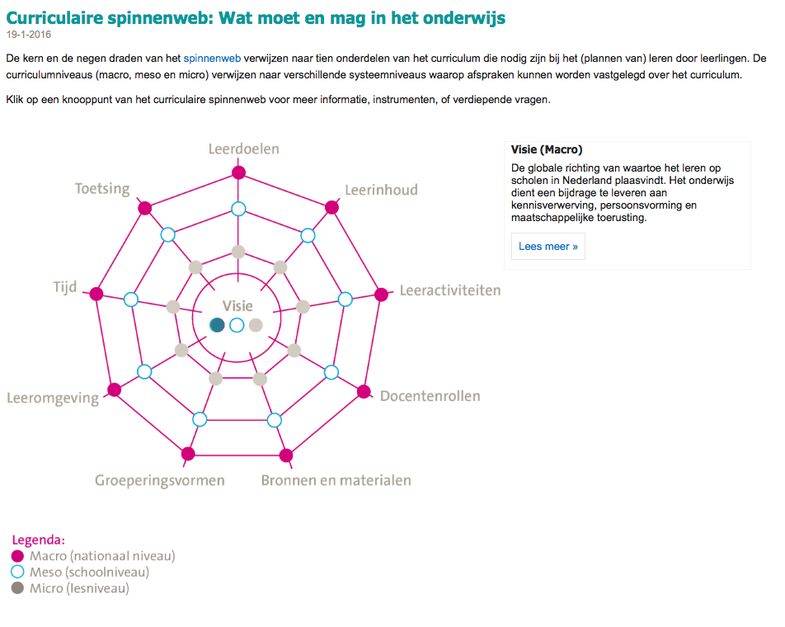 Curriculaire spinnenweb: Wat moet en mag in het onderwijs
19-1-2016
De kern en de negen draden van het spinnenweb verwijzen naar tien onderdelen van het curriculum die nodig zijn bij het (plannen van) leren door leerlingen. De
curriculumniveaus (macro, meso en micro) verwijzen naar verschillende systeemniveaus waarop afspraken kunnen worden vastgelegd over het curriculum.
Klik op een knooppunt van het curriculaire spinnenweb voor meer informatie, instrumenten, of verdiepende vragen.
Leerdoelen
Toetsing
Leerinhoud
Tijd
Leeractiviteiten
Visie
Leeromgeving
Docentenrollen
Groeperingsvormen
Bronnen en materialen
Visie (Macro)
De globale richting van waartoe het leren op
scholen in Nederland plaasvindt. Het onderwijs
dient een bijdrage te leveren aan
kennisverwerving, persoonsvorming en
maatschappelijke toerusting.
Lees meer »
Legenda:
Macro (nationaal niveau)
Meso (schoolniveau)
Micro (lesniveau)